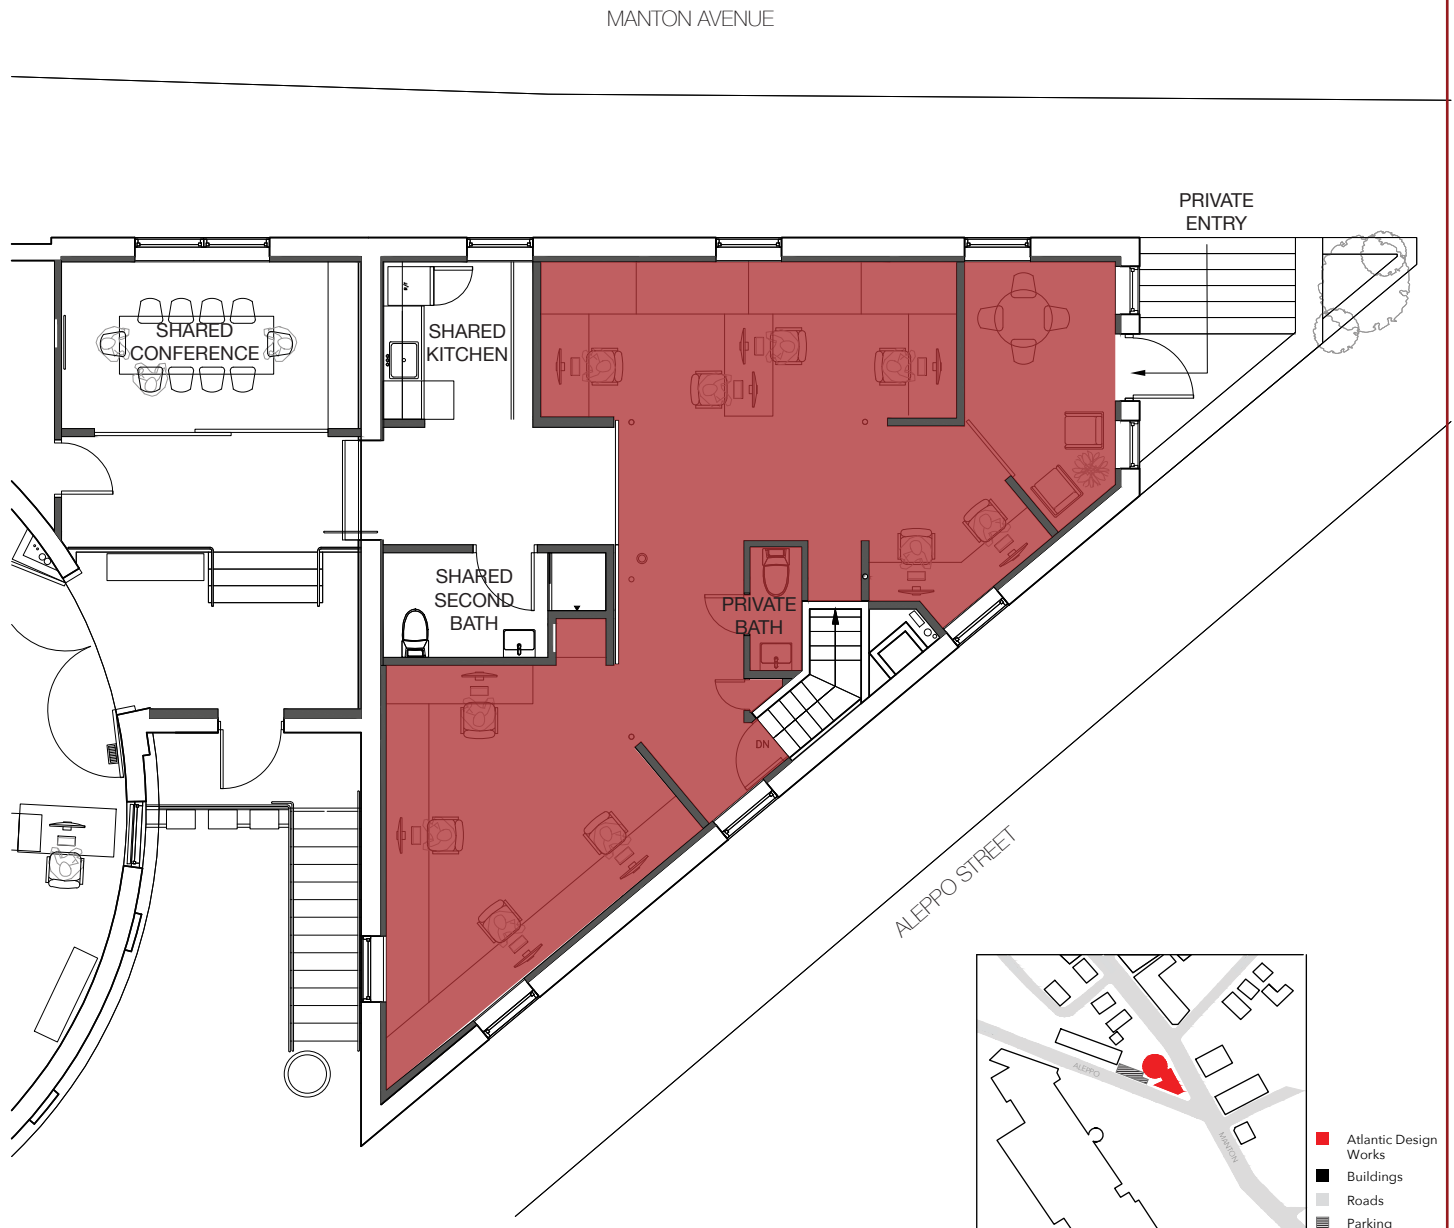 MANTON AVENUE
PRIVATE
ENTRY
SHARED
CONFERENCE
SHARED
KITCHEN
SHARED
SECOND
BATH
PRIVATE
BATH
DN
ALEPPO STREET
ALEPPO
MANTON
Atlantic Design
Works
Buildings
Roads
Parking